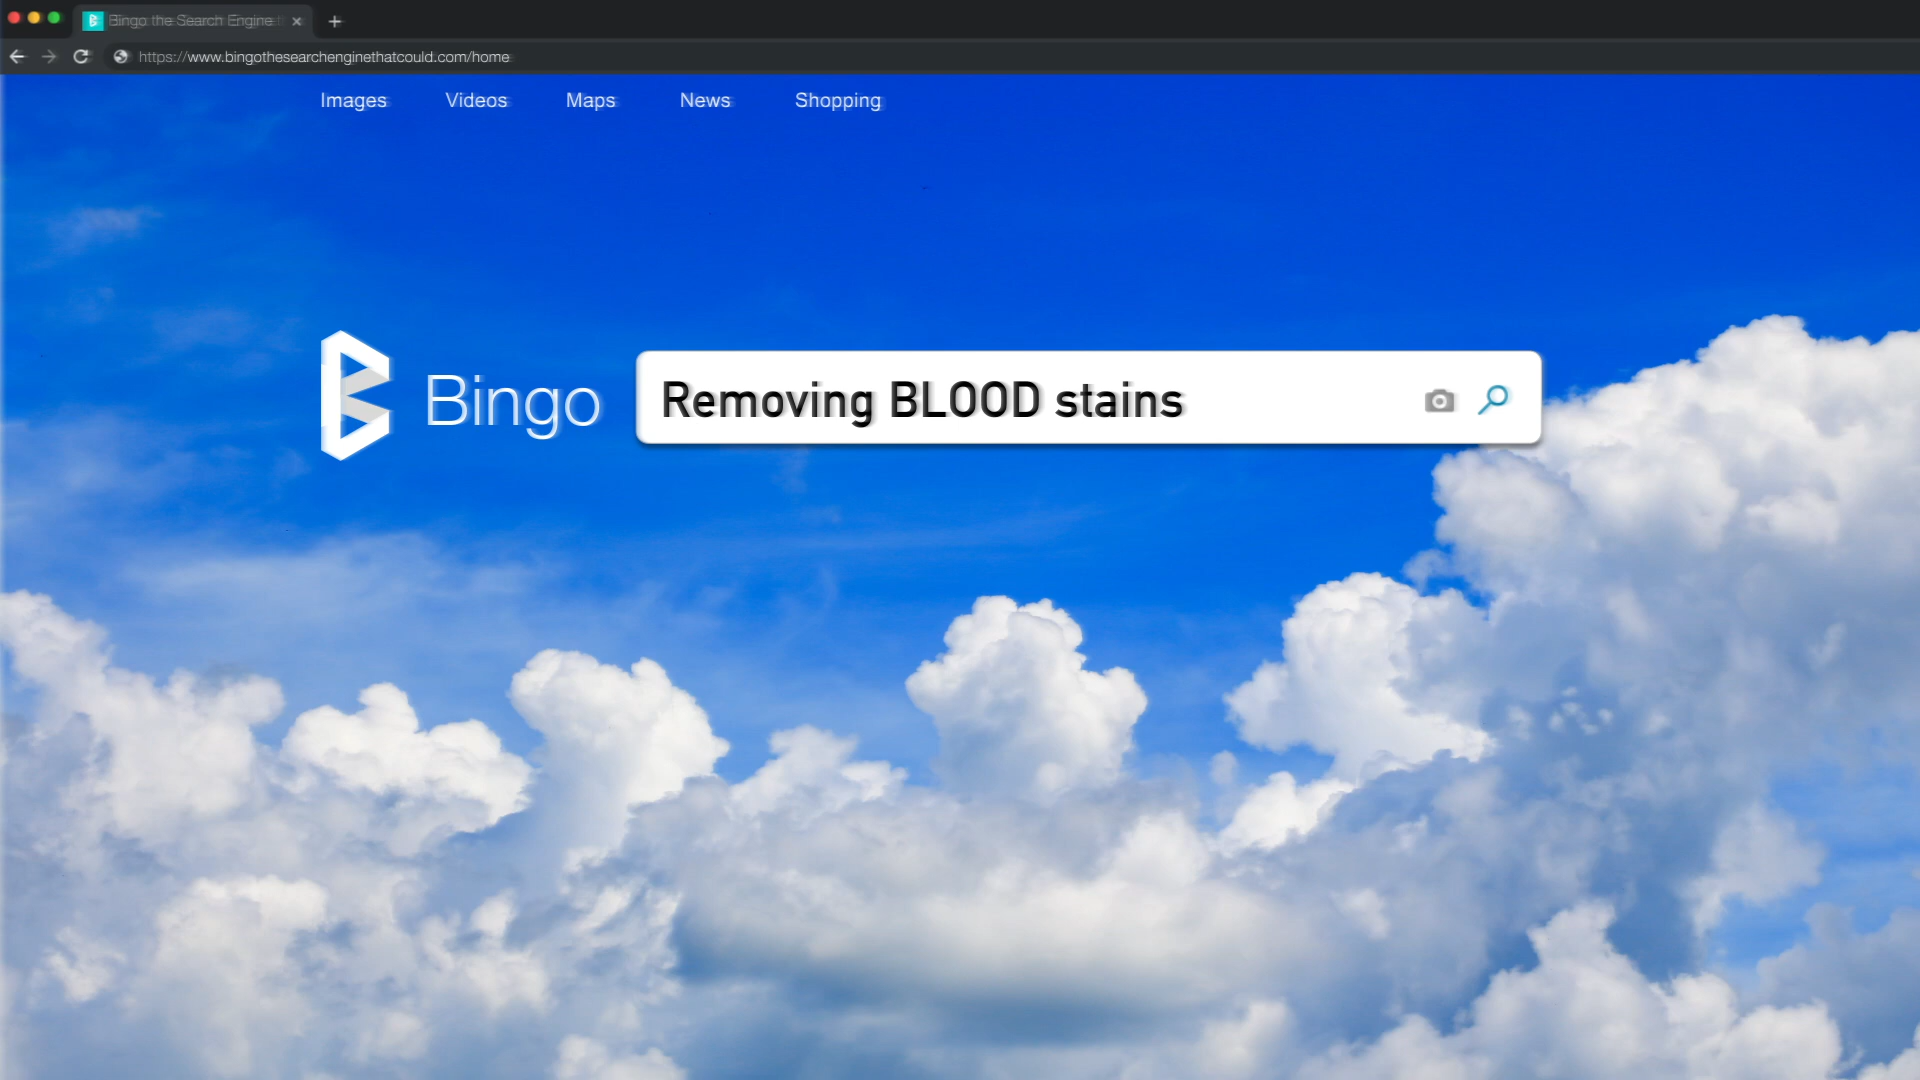 Bingo the Search Engine
https://www.bingothesearchenginethatcould.com/home
Images Videos Maps News Shopping
Bingo Removing BLOOD stains